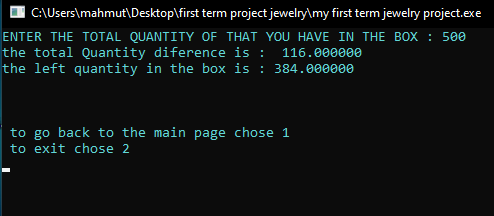 C:\Users\mahmut\Desktop\first term project jewelry\my first term jewelry project.exe
ENTER THE TOTAL QUANTITY OF THAT YOU HAVE IN THE BOX : 500
the total Quantity diference is :  116.000000
the left quantity in the box is : 384.000000
to go back to the main page chose 1
to exit chose 2